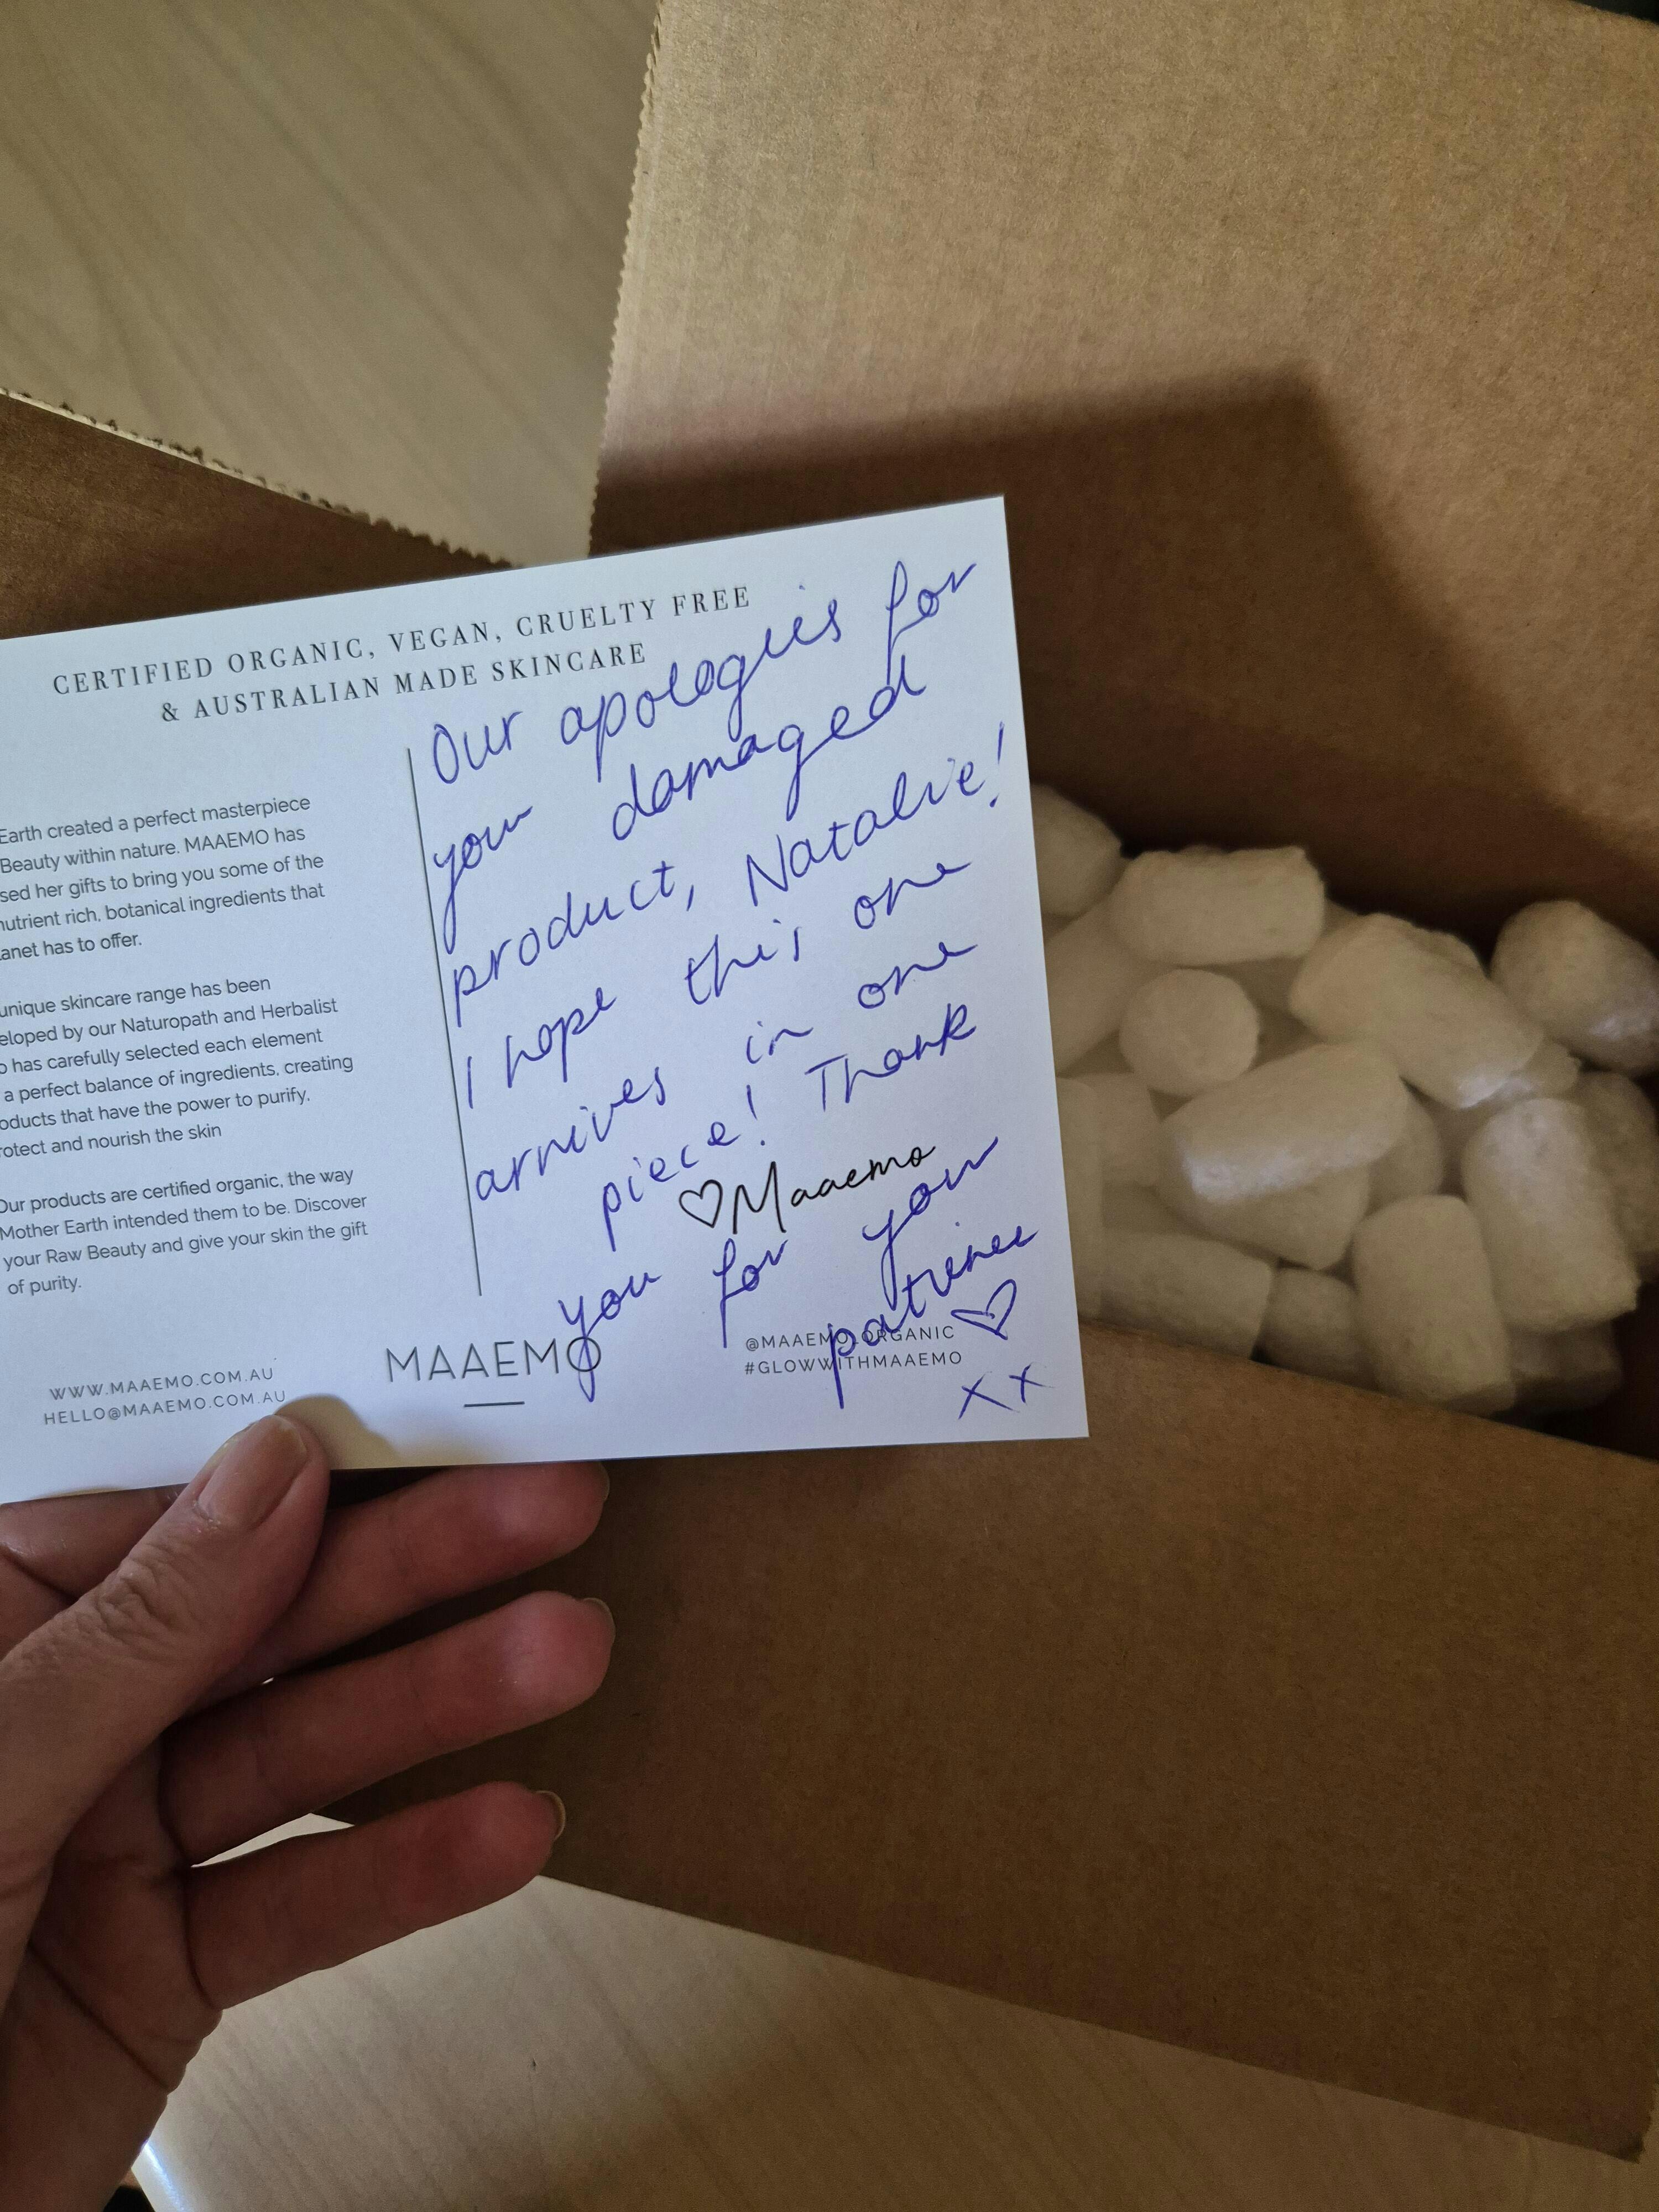 CERTIFIED ORGANIC, VEGAN, CRUELTY FREE
& AUSTRALIAN MADE SKINCARE
Earth created a perfect masterpiece
Beauty within nature. MAAEMO has
sed her gifts to bring you some of the
nutrient rich, botanical ingredients that
lanet has to offer.
unique skincare range has been
eloped by our Naturopath and Herbalist
o has carefully selected each element
a perfect balance of ingredients, creating
oducts that have the power to purify,
rotect and nourish the skin
Our products are certified organic, the way
Mother Earth intended them to be. Discover
your Raw Beauty and give your skin the gift
of purity.
Our apologies for
your damaged
product, Natalie!
I hope this one
arrives in one
piece! Thank
♡Maaemo
you for your
patience
♡
xx
WWW.MAAEMO.COM.AU
HELLO@MAAEMO.COM.AU
MAAEMO
@MAAEMO_ORGANIC
#GLOWWITHMAAEMO